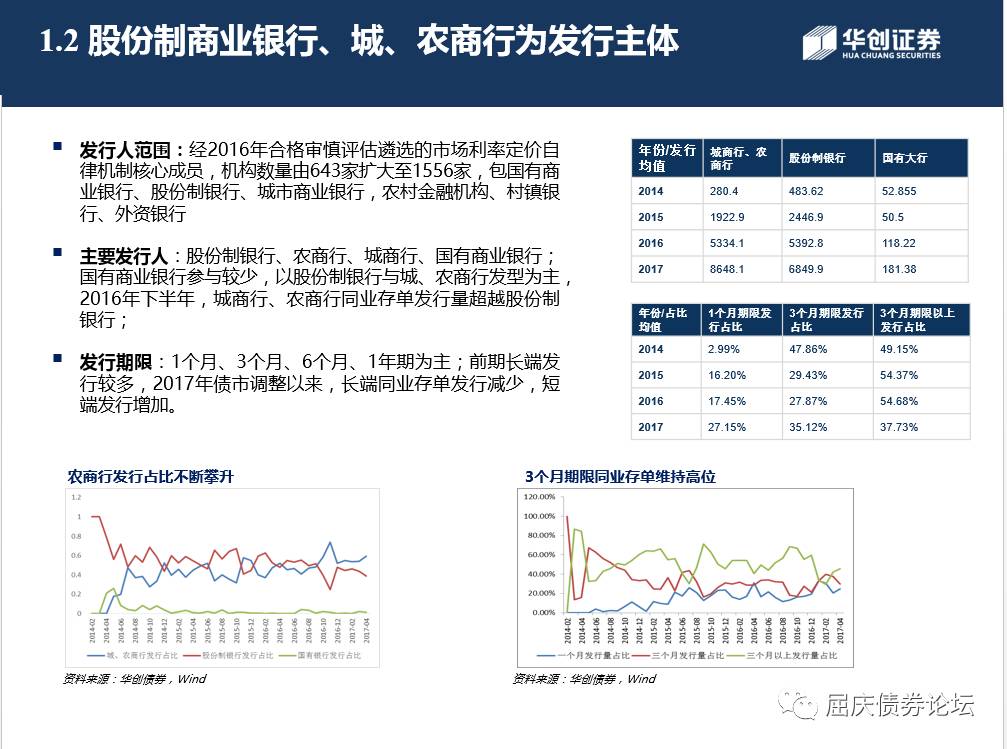 1.2 股份制商业银行、城、农商行为发行主体
华创证券
HUA CHUANG SECURITIES
发行人范围：经2016年合格审慎评估遴选的市场利率定价自
律机制核心成员，机构数量由643家扩大至1556家，包国有商
业银行、股份制银行、城市商业银行，农村金融机构、村镇银
行、外资银行
主要发行人：股份制银行、农商行、城商行、国有商业银行；
国有商业银行参与较少，以股份制银行与城、农商行发型为主，
2016年下半年，城商行、农商行同业存单发行量超越股份制
银行；
发行期限：1个月、3个月、6个月、1年期为主；前期长端发
行较多，2017年债市调整以来，长端同业存单发行减少，短
端发行增加。
年份/发行均值 城商行、农商行 股份制银行 国有大行
2014 280.4 483.62 52.855
2015 1922.9 2446.9 50.5
2016 5334.1 5392.8 118.22
2017 8648.1 6849.9 181.38
年份/占比均值 1个月期限发行占比 3个月期限发行占比 3个月期限以上发行占比
2014 2.99% 47.86% 49.15%
2015 16.20% 29.43% 54.37%
2016 17.45% 27.87% 54.68%
2017 27.15% 35.12% 37.73%
农商行发行占比不断攀升
1.2
1
0.8
0.6
0.4
0.2
0
2014-02 2014-04 2014-06 2014-08 2014-10 2014-12 2015-02 2015-04 2015-06 2015-08 2015-10 2015-12 2016-02 2016-04 2016-06 2016-08 2016-10 2016-12 2017-02 2017-04
城、农商行发行占比 股份制银行发行占比 国有银行发行占比
资料来源：华创债券，Wind
3个月期限同业存单维持高位
120.00%
100.00%
80.00%
60.00%
40.00%
20.00%
0.00%
2014-02 2014-04 2014-06 2014-08 2014-10 2014-12 2015-02 2015-04 2015-06 2015-08 2015-10 2015-12 2016-02 2016-04 2016-06 2016-08 2016-10 2016-12 2017-02 2017-04
一个月发行量占比 三个月发行量占比 三个月以上发行量占比
资料来源：华创债券，Wind
屈庆债券论坛